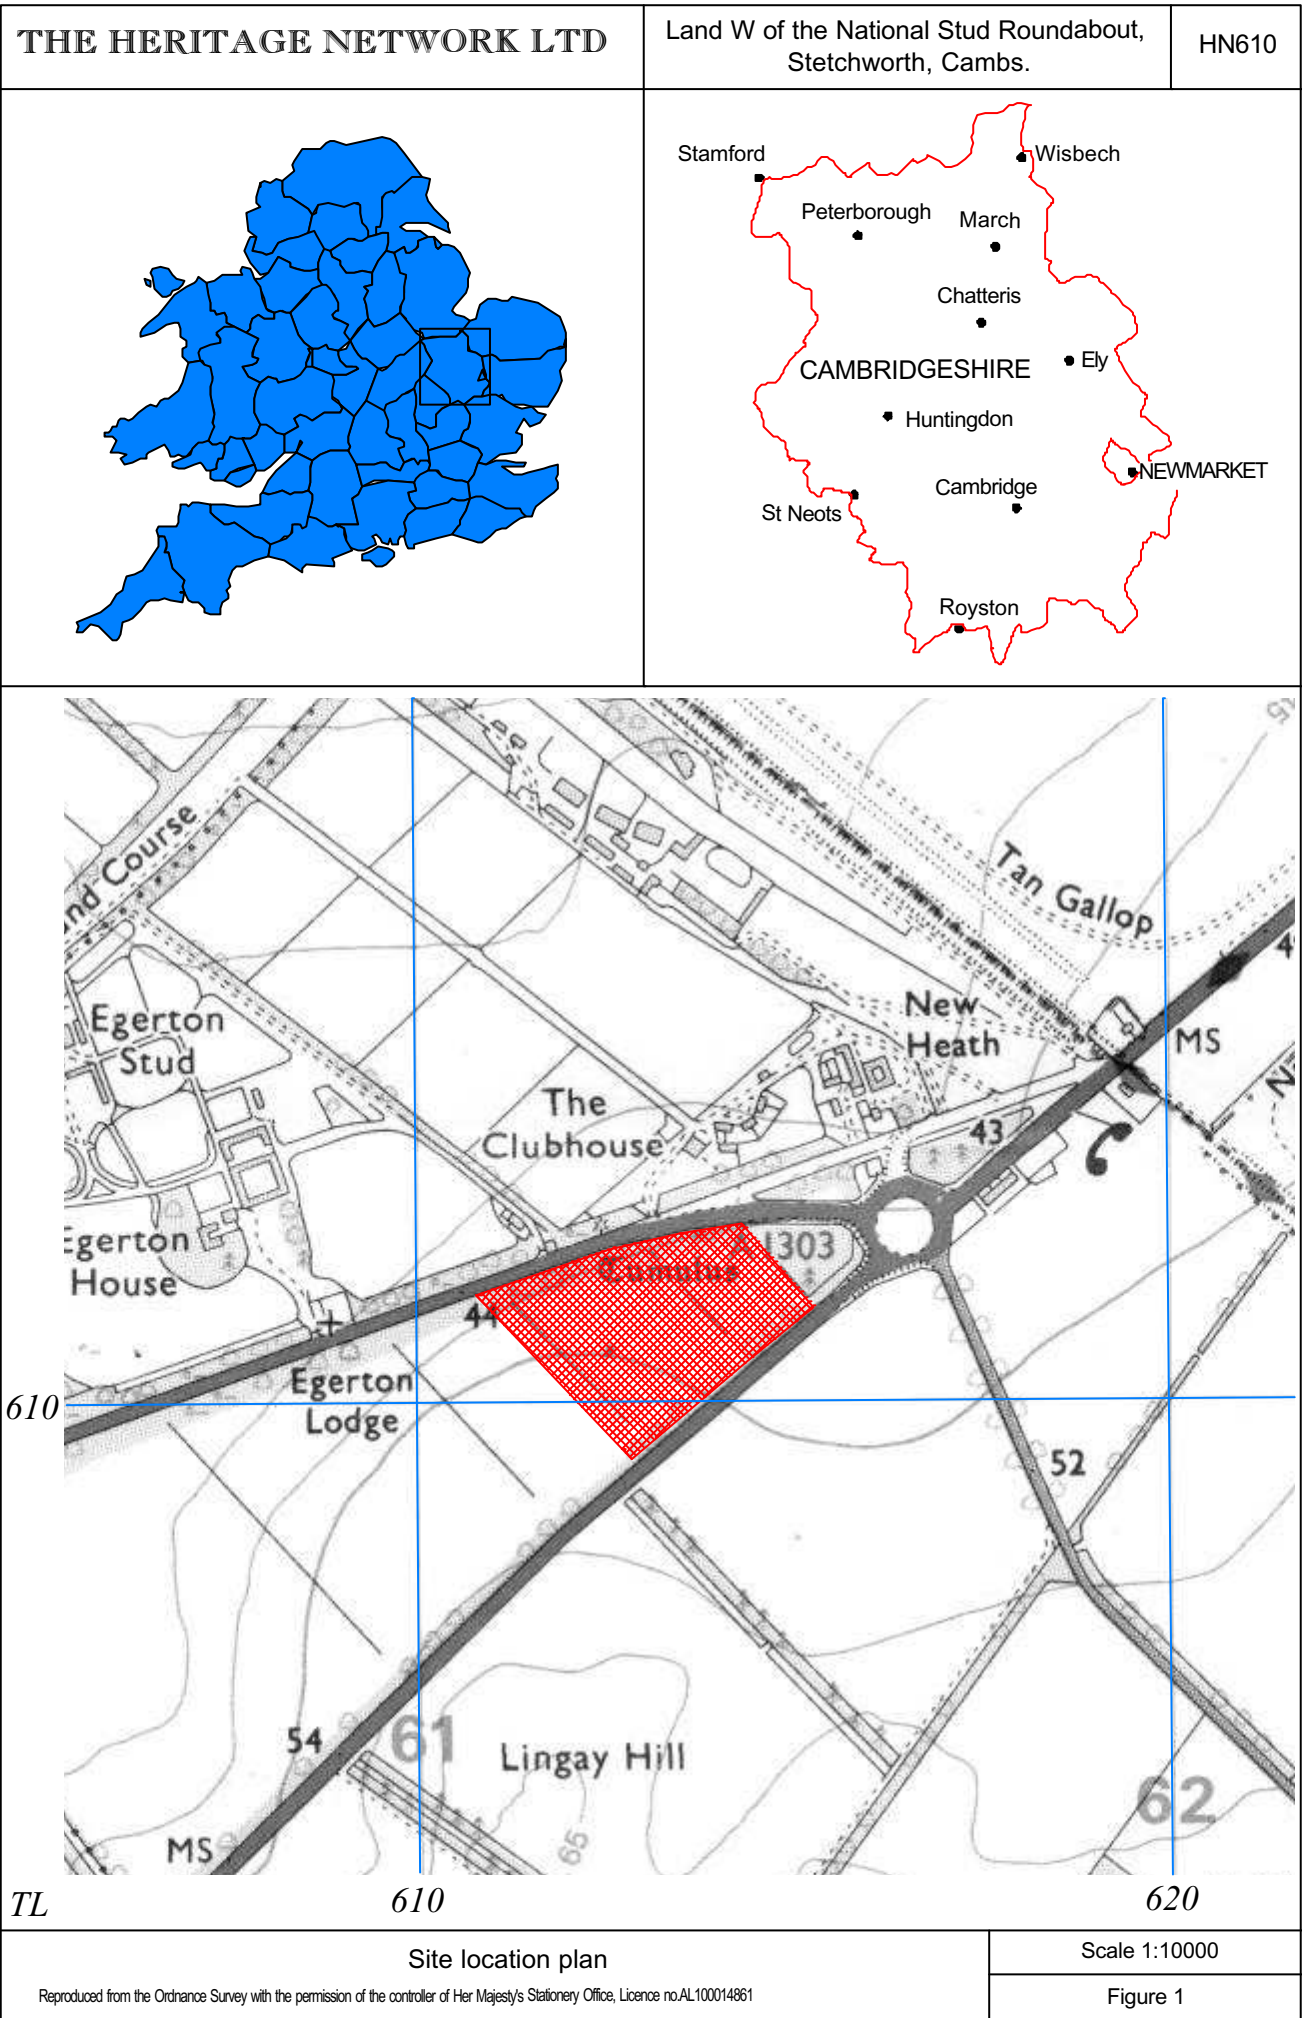 THE HERITAGE NETWORK LTD
Land W of the National Stud Roundabout,
Stetchworth, Cambs.
HN610
Stamford
Wisbech
Peterborough
March
Chatteris
Ely
CAMBRIDGESHIRE
Huntingdon
NEWMARKET
Cambridge
St Neots
Royston
nd Course
Tan Gallop
Egerton
Stud
New
Heath
MS
The
Clubhouse
43
Egerton
House
1303
Tumulus
44
Egerton
Lodge
610
52
54
61
Lingay Hill
62
65
MS
TL
610
620
Site location plan
Scale 1:10000
Reproduced from the Ordnance Survey with the permission of the controller of Her Majesty's Stationery Office, Licence no.AL100014861
Figure 1